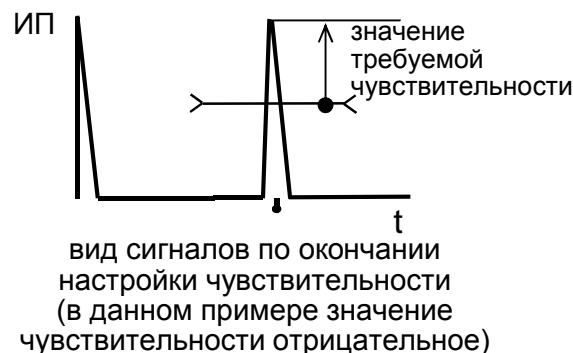 ИП
значение
требуемой
чувствительности
t
вид сигналов по окончании
настройки чувствительности
(в данном примере значение
чувствительности отрицательное)